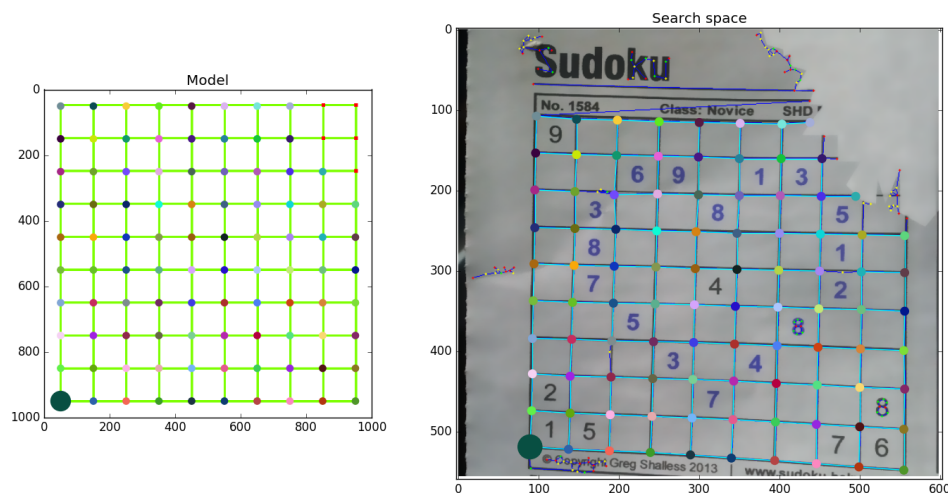 Model
0
200
400
600
800
1000
0 200 400 600 800 1000
Search space
0
100
200
300
400
500
0 100 200 300 400 500 600
Sudoku
No. 1584 Class: Novice SHD
9
6 9 1 3
3 8 5
8 1
7 4 2
5 8
3 4
2 7 8
1 5 7 6
© Copyright Greg Shalless 2013